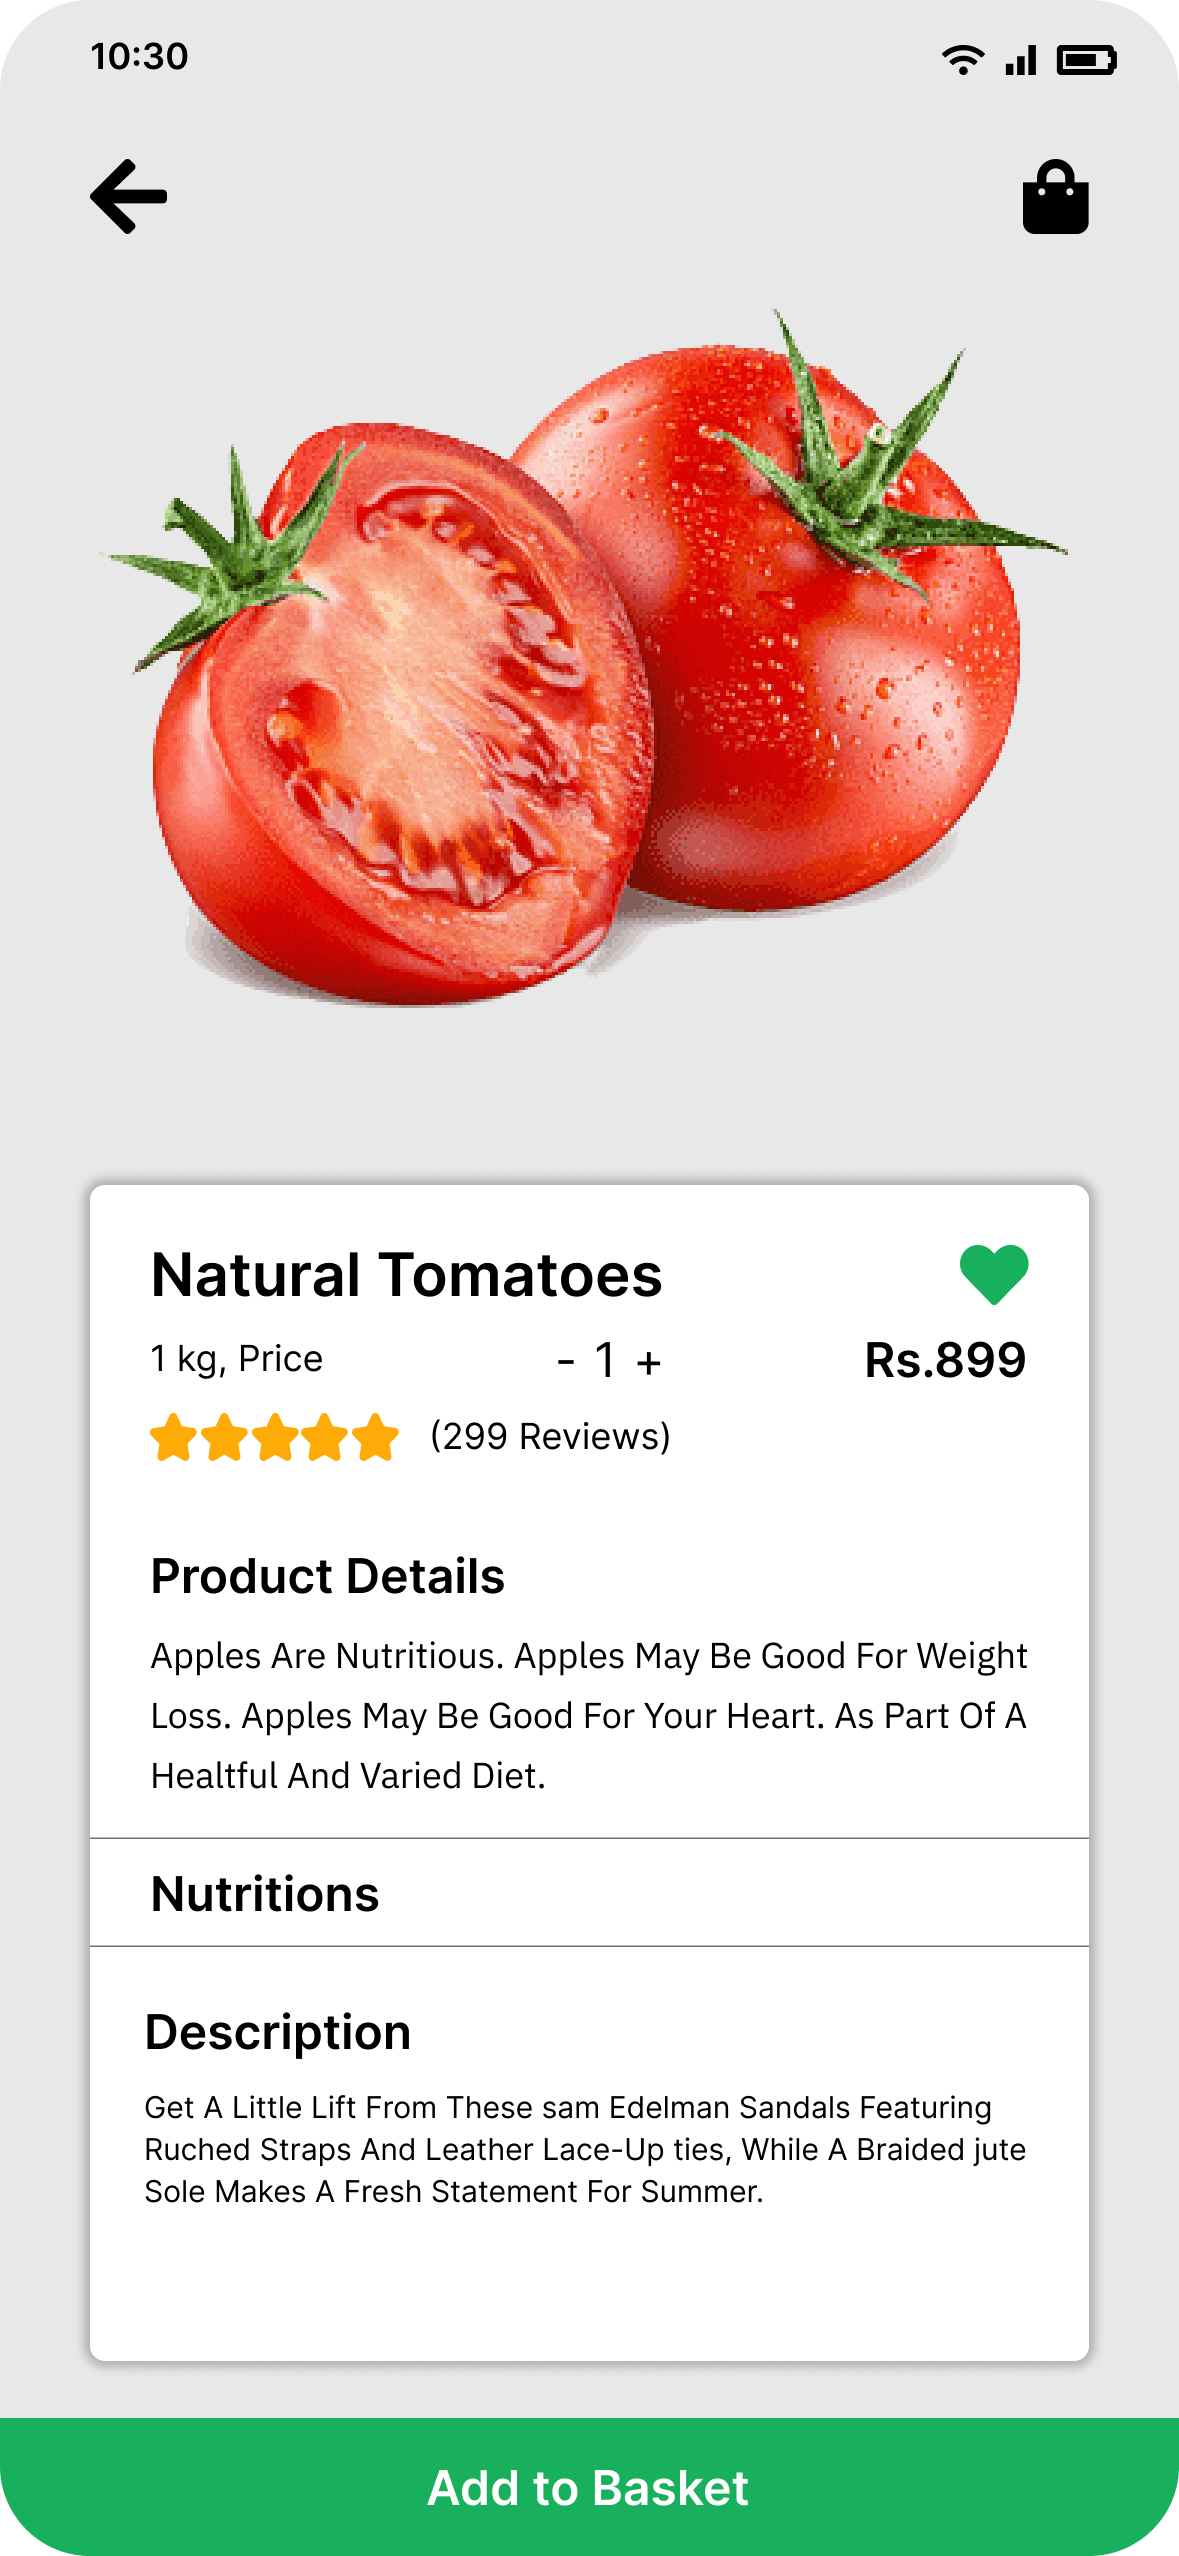 10:30
Natural Tomatoes
1 kg, Price - 1 + Rs.899
(299 Reviews)
Product Details
Apples Are Nutritious. Apples May Be Good For Weight
Loss. Apples May Be Good For Your Heart. As Part Of A
Healtful And Varied Diet.
Nutritions
Description
Get A Little Lift From These sam Edelman Sandals Featuring
Ruched Straps And Leather Lace-Up ties, While A Braided jute
Sole Makes A Fresh Statement For Summer.
Add to Basket